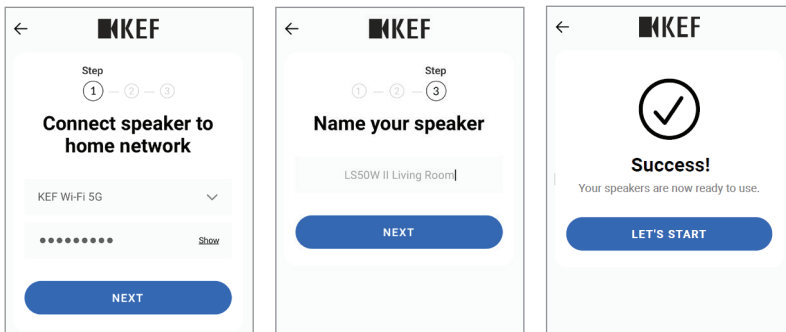 KEF
Step
1 2 3
Connect speaker to
home network
KEF Wi-Fi 5G
●●●●●●●●●
Show
NEXT
KEF
Step
1 2 3
Name your speaker
LS50W II Living Room
NEXT
KEF
Success!
Your speakers are now ready to use.
LET'S START